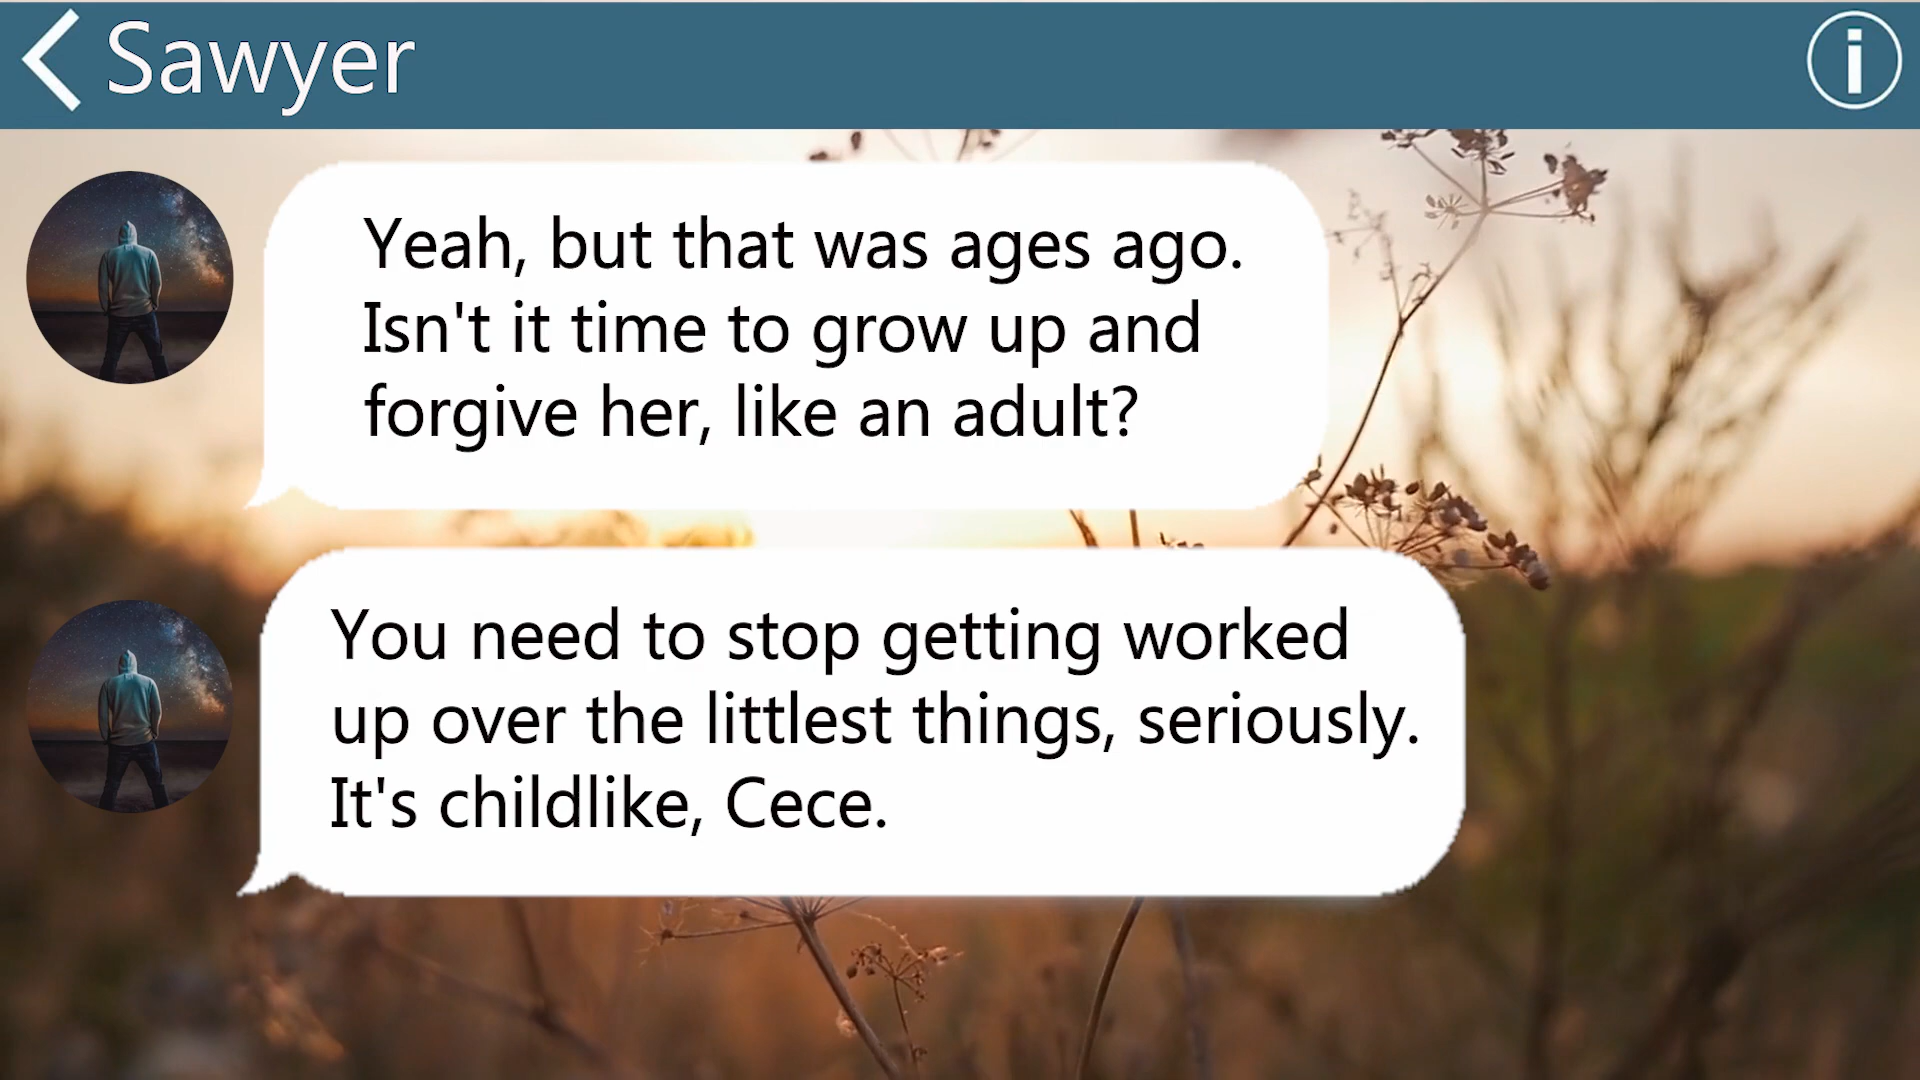 Sawyer
Yeah, but that was ages ago.
Isn't it time to grow up and
forgive her, like an adult?
You need to stop getting worked
up over the littlest things, seriously.
It's childlike, Cece.